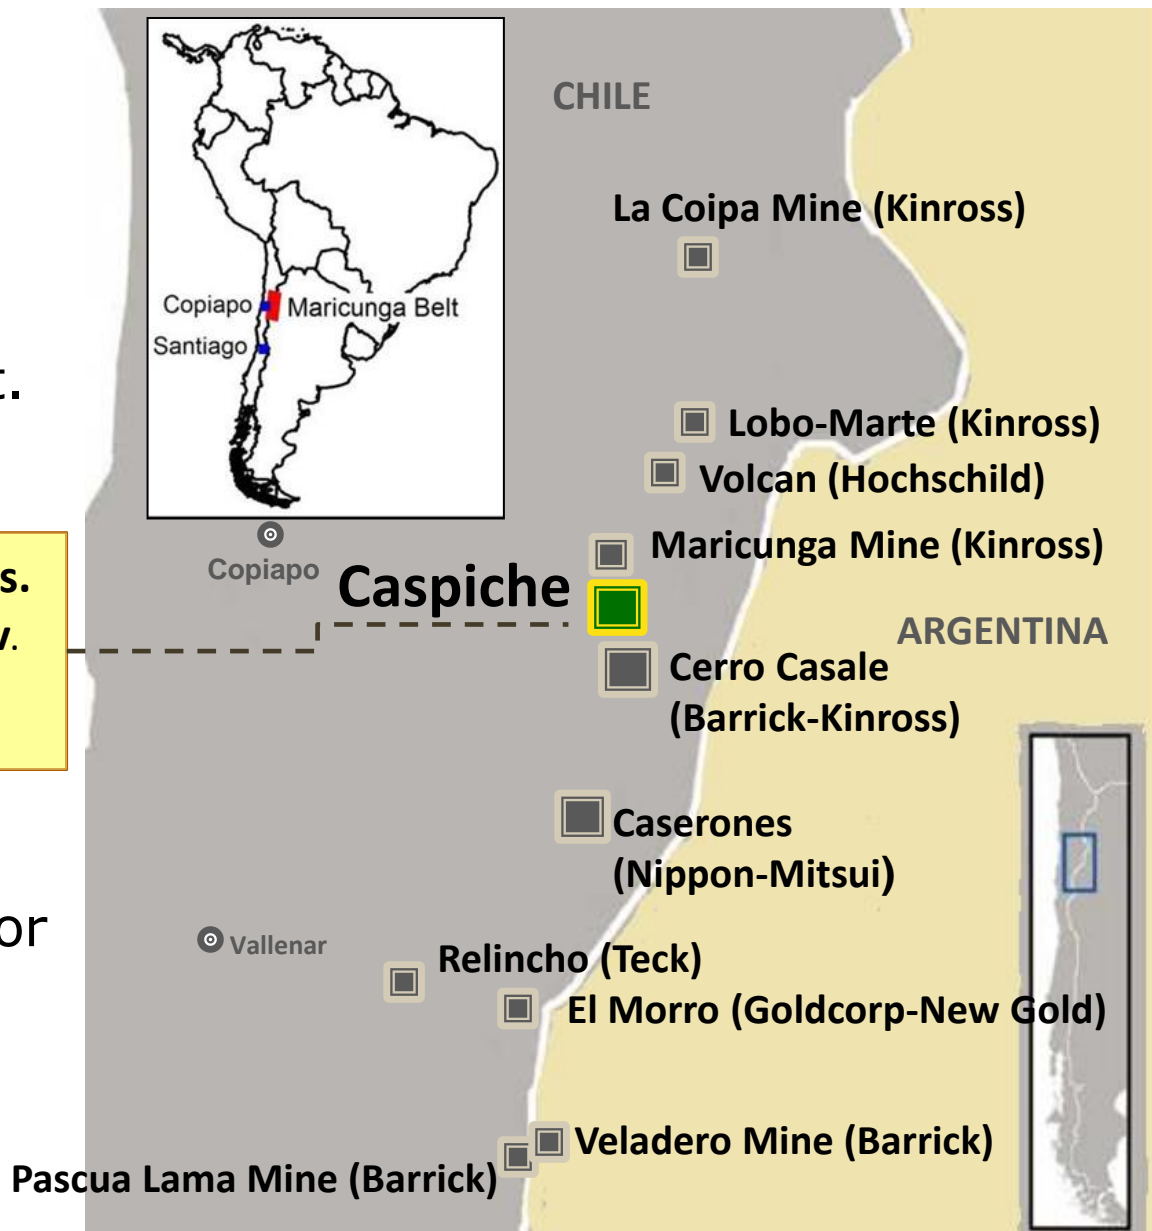 CHILE
La Coipa Mine (Kinross)
Copiapo
Maricunga Belt
Santiago
t.
Lobo-Marte (Kinross)
Volcan (Hochschild)
Copiapo
Maricunga Mine (Kinross)
s.
Caspiche
v.
ARGENTINA
Cerro Casale
(Barrick-Kinross)
Caserones
(Nippon-Mitsui)
or
Vallenar
Relincho (Teck)
El Morro (Goldcorp-New Gold)
Veladero Mine (Barrick)
Pascua Lama Mine (Barrick)